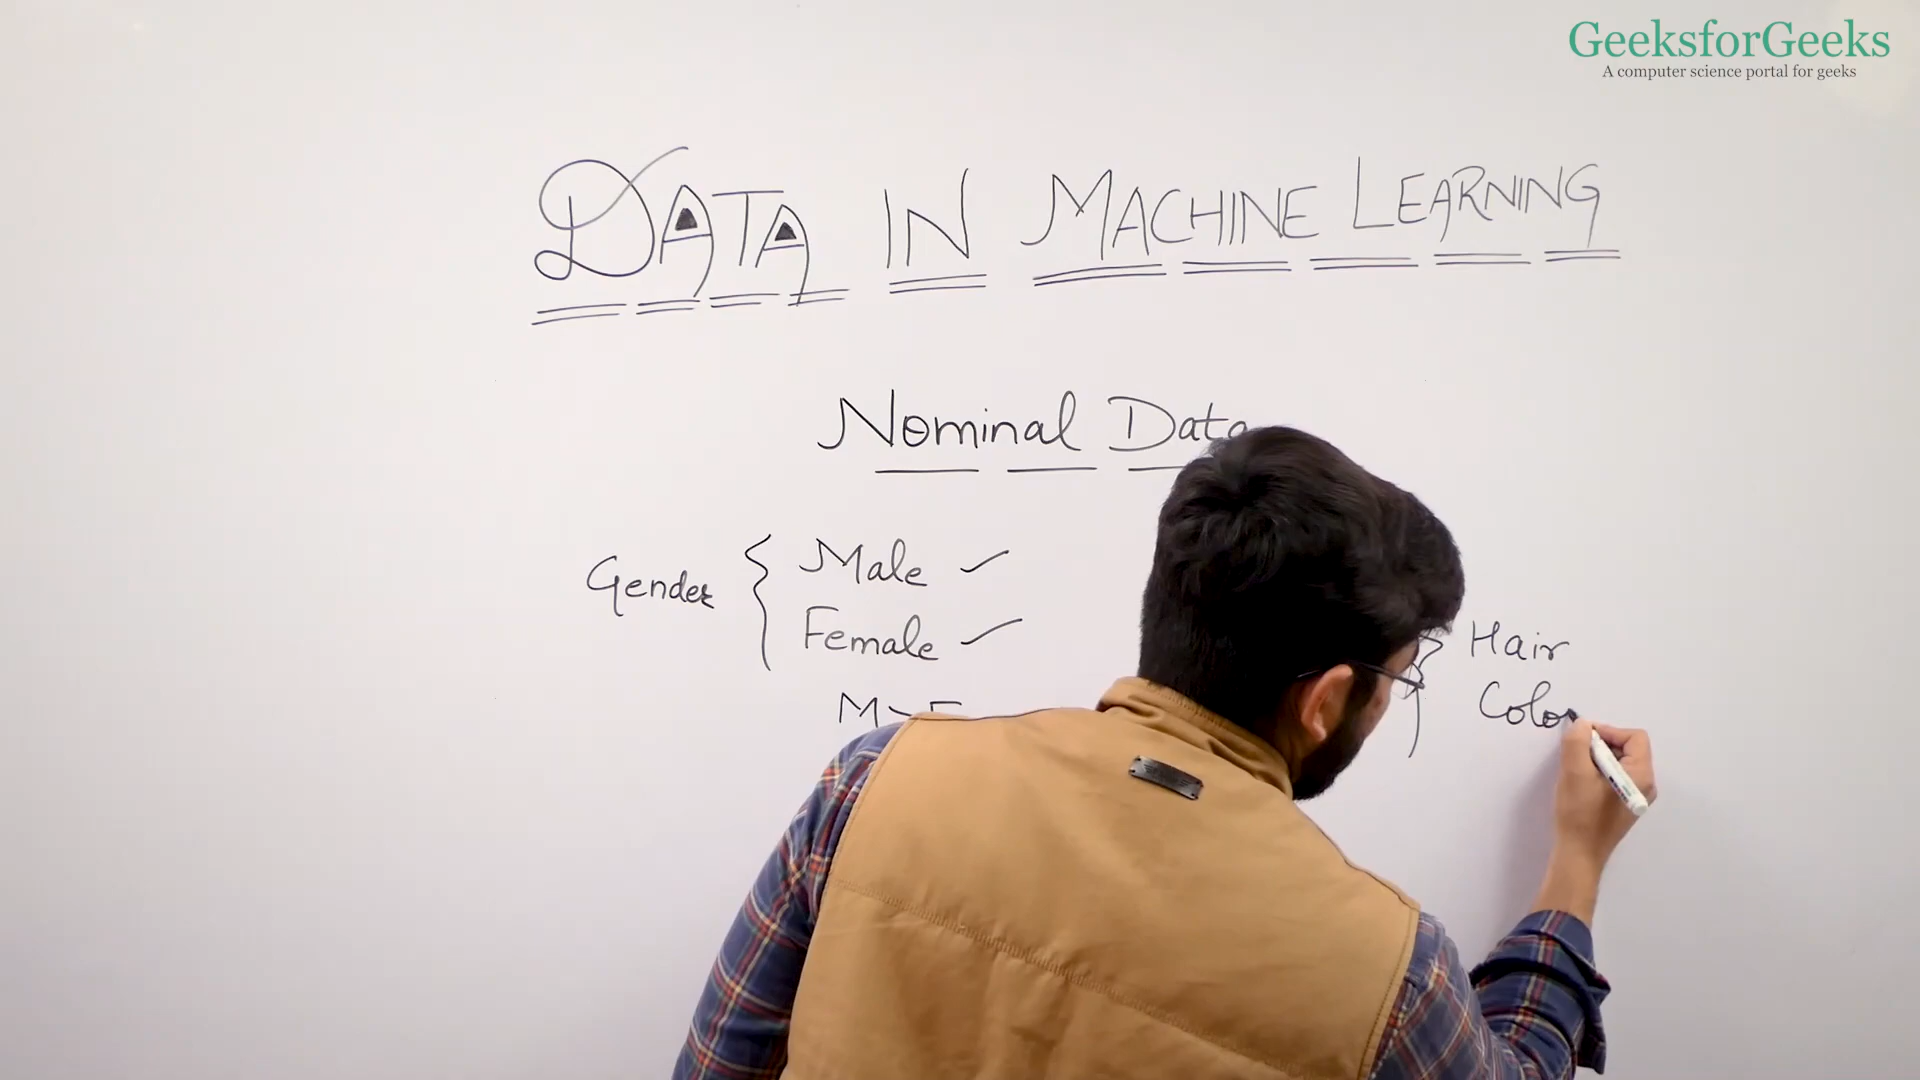 GeeksforGeeks
A computer science portal for geeks
DATA IN MACHINE LEARNING
Nominal Data
Gender { Male ✓
Female ✓
} Hair
Color